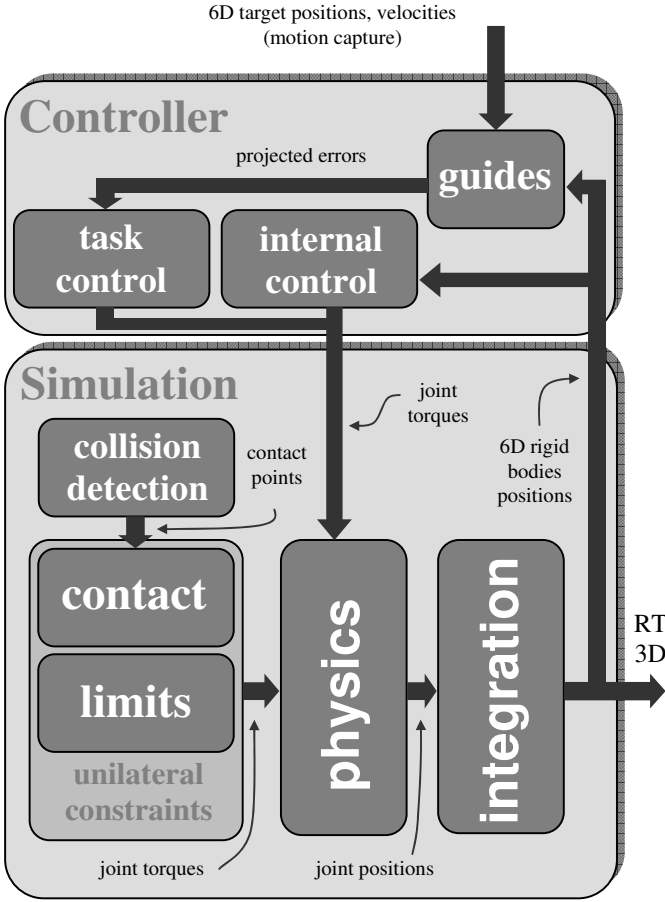 6D target positions, velocities
(motion capture)
Controller
projected errors
guides
task
control
internal
control
Simulation
joint
torques
collision
detection
contact
points
6D rigid
bodies
positions
contact
limits
unilateral
constraints
physics
integration
RT
3D
joint torques
joint positions